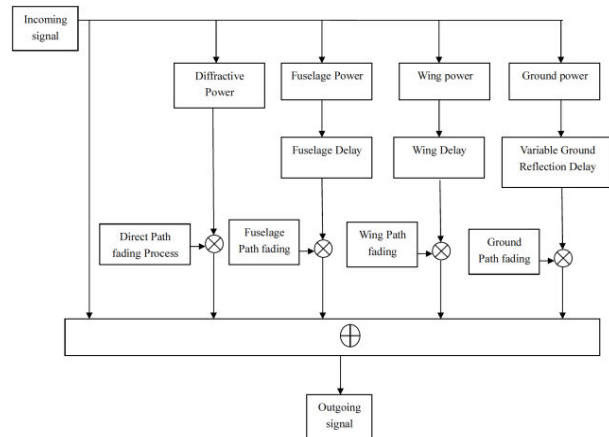 Incoming
signal
Diffractive
Power
Fuselage Power
Wing power
Ground power
Fuselage Delay
Wing Delay
Variable Ground
Reflection Delay
Direct Path
fading Process
Fuselage
Path fading
Wing Path
fading
Ground
Path fading
Outgoing
signal